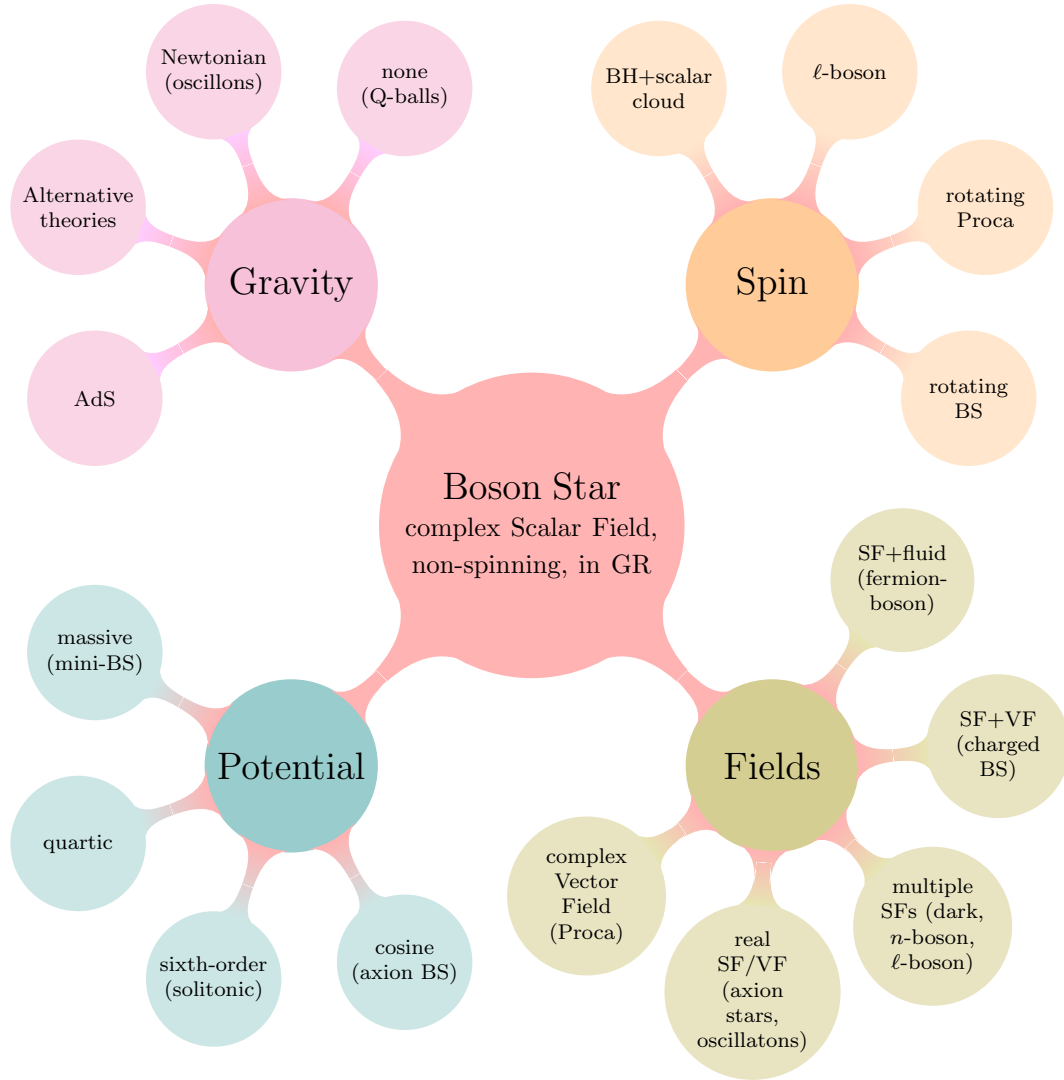 Newtonian
(oscillons)
none
(Q-balls)
Alternative
theories
AdS
Gravity
BH+scalar
cloud
ℓ-boson
rotating
Proca
rotating
BS
Spin
Boson Star
complex Scalar Field,
non-spinning, in GR
massive
(mini-BS)
quartic
sixth-order
(solitonic)
cosine
(axion BS)
Potential
SF+fluid
(fermion-
boson)
SF+VF
(charged
BS)
Fields
complex
Vector
Field
(Proca)
real
SF/VF
(axion
stars,
oscillatons)
multiple
SFs (dark,
n-boson,
ℓ-boson)